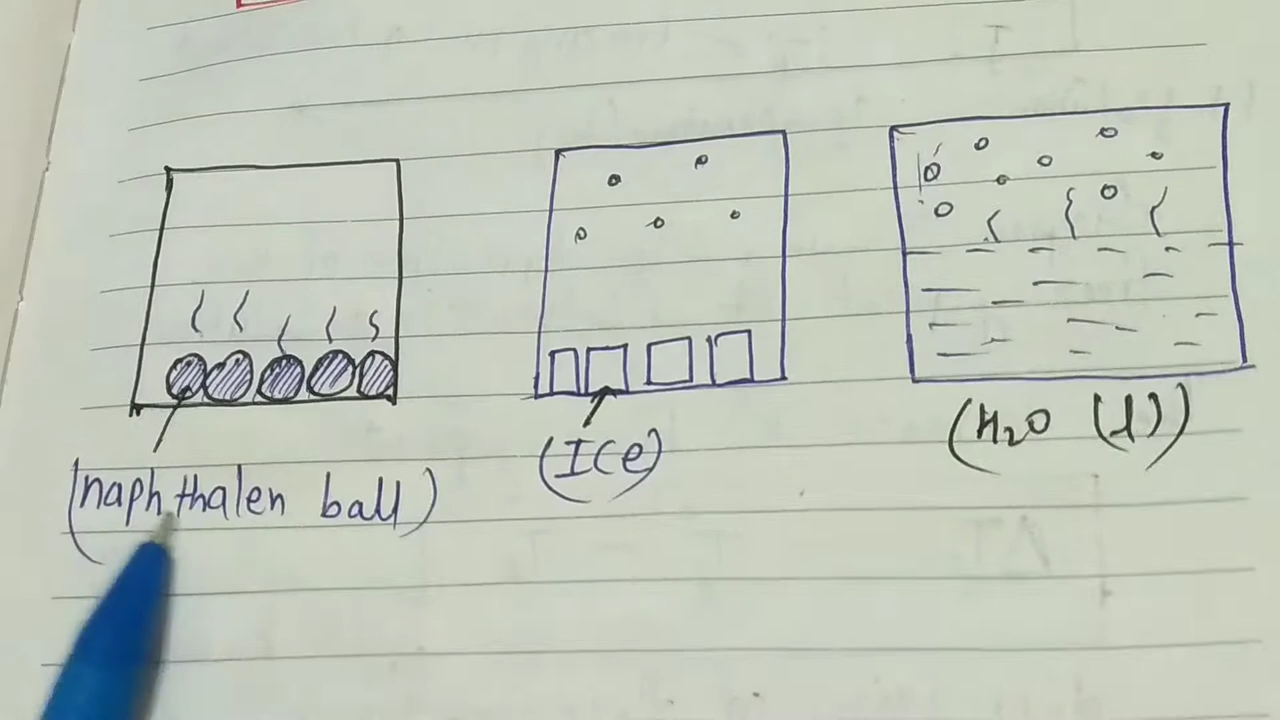 (naphthalen ball)
(Ice)
(H₂O (l))